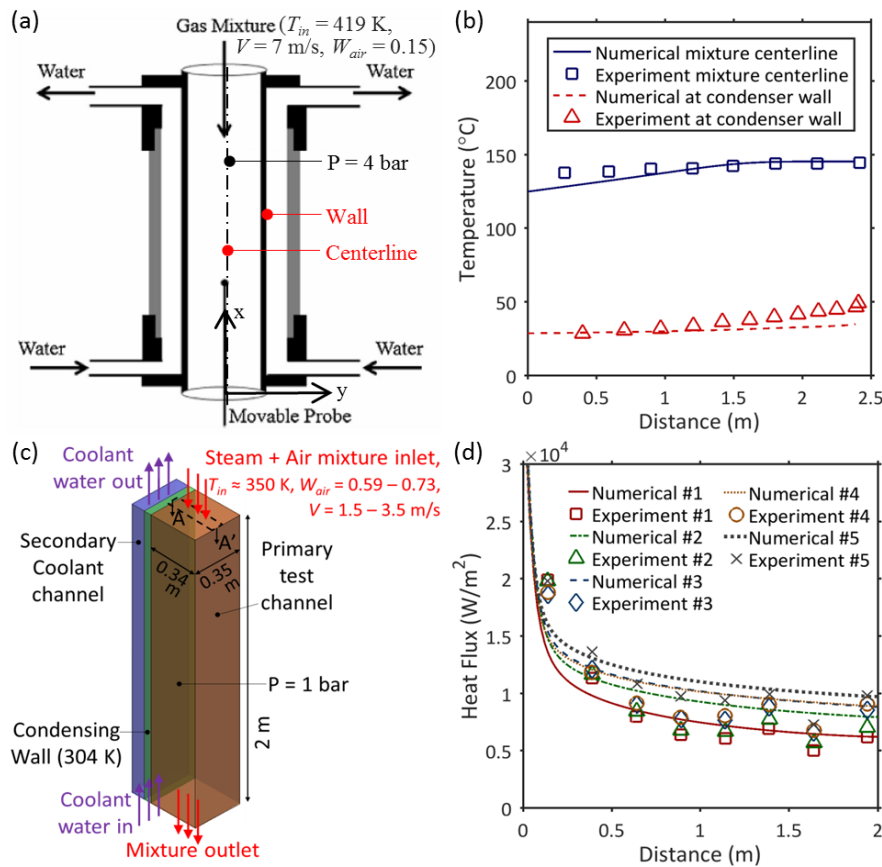 (a)
Gas Mixture (T_in = 419 K,
V = 7 m/s, W_air = 0.15)
Water
Water
P = 4 bar
Wall
Centerline
x
Water
Water
y
Movable Probe
(b)
Numerical mixture centerline
Experiment mixture centerline
Numerical at condenser wall
Experiment at condenser wall
Temperature (°C)
200
150
100
50
0
0
0.5
1.0
1.5
2.0
2.5
Distance (m)
(c)
Coolant
water out
Steam + Air mixture inlet,
T_in ≈ 350 K, W_air = 0.59 – 0.73,
V = 1.5 – 3.5 m/s
A
A'
Secondary
Coolant
channel
0.34
m
0.35
m
Primary
test
channel
P = 1 bar
2 m
Condensing
Wall (304 K)
Coolant
water in
Mixture outlet
(d)
× 10⁴
Numerical #1
Experiment #1
Numerical #2
Experiment #2
Numerical #3
Experiment #3
Numerical #4
Experiment #4
Numerical #5
Experiment #5
Heat Flux (W/m²)
3
2.5
2
1.5
1
0.5
0
0
0.5
1
1.5
2
Distance (m)